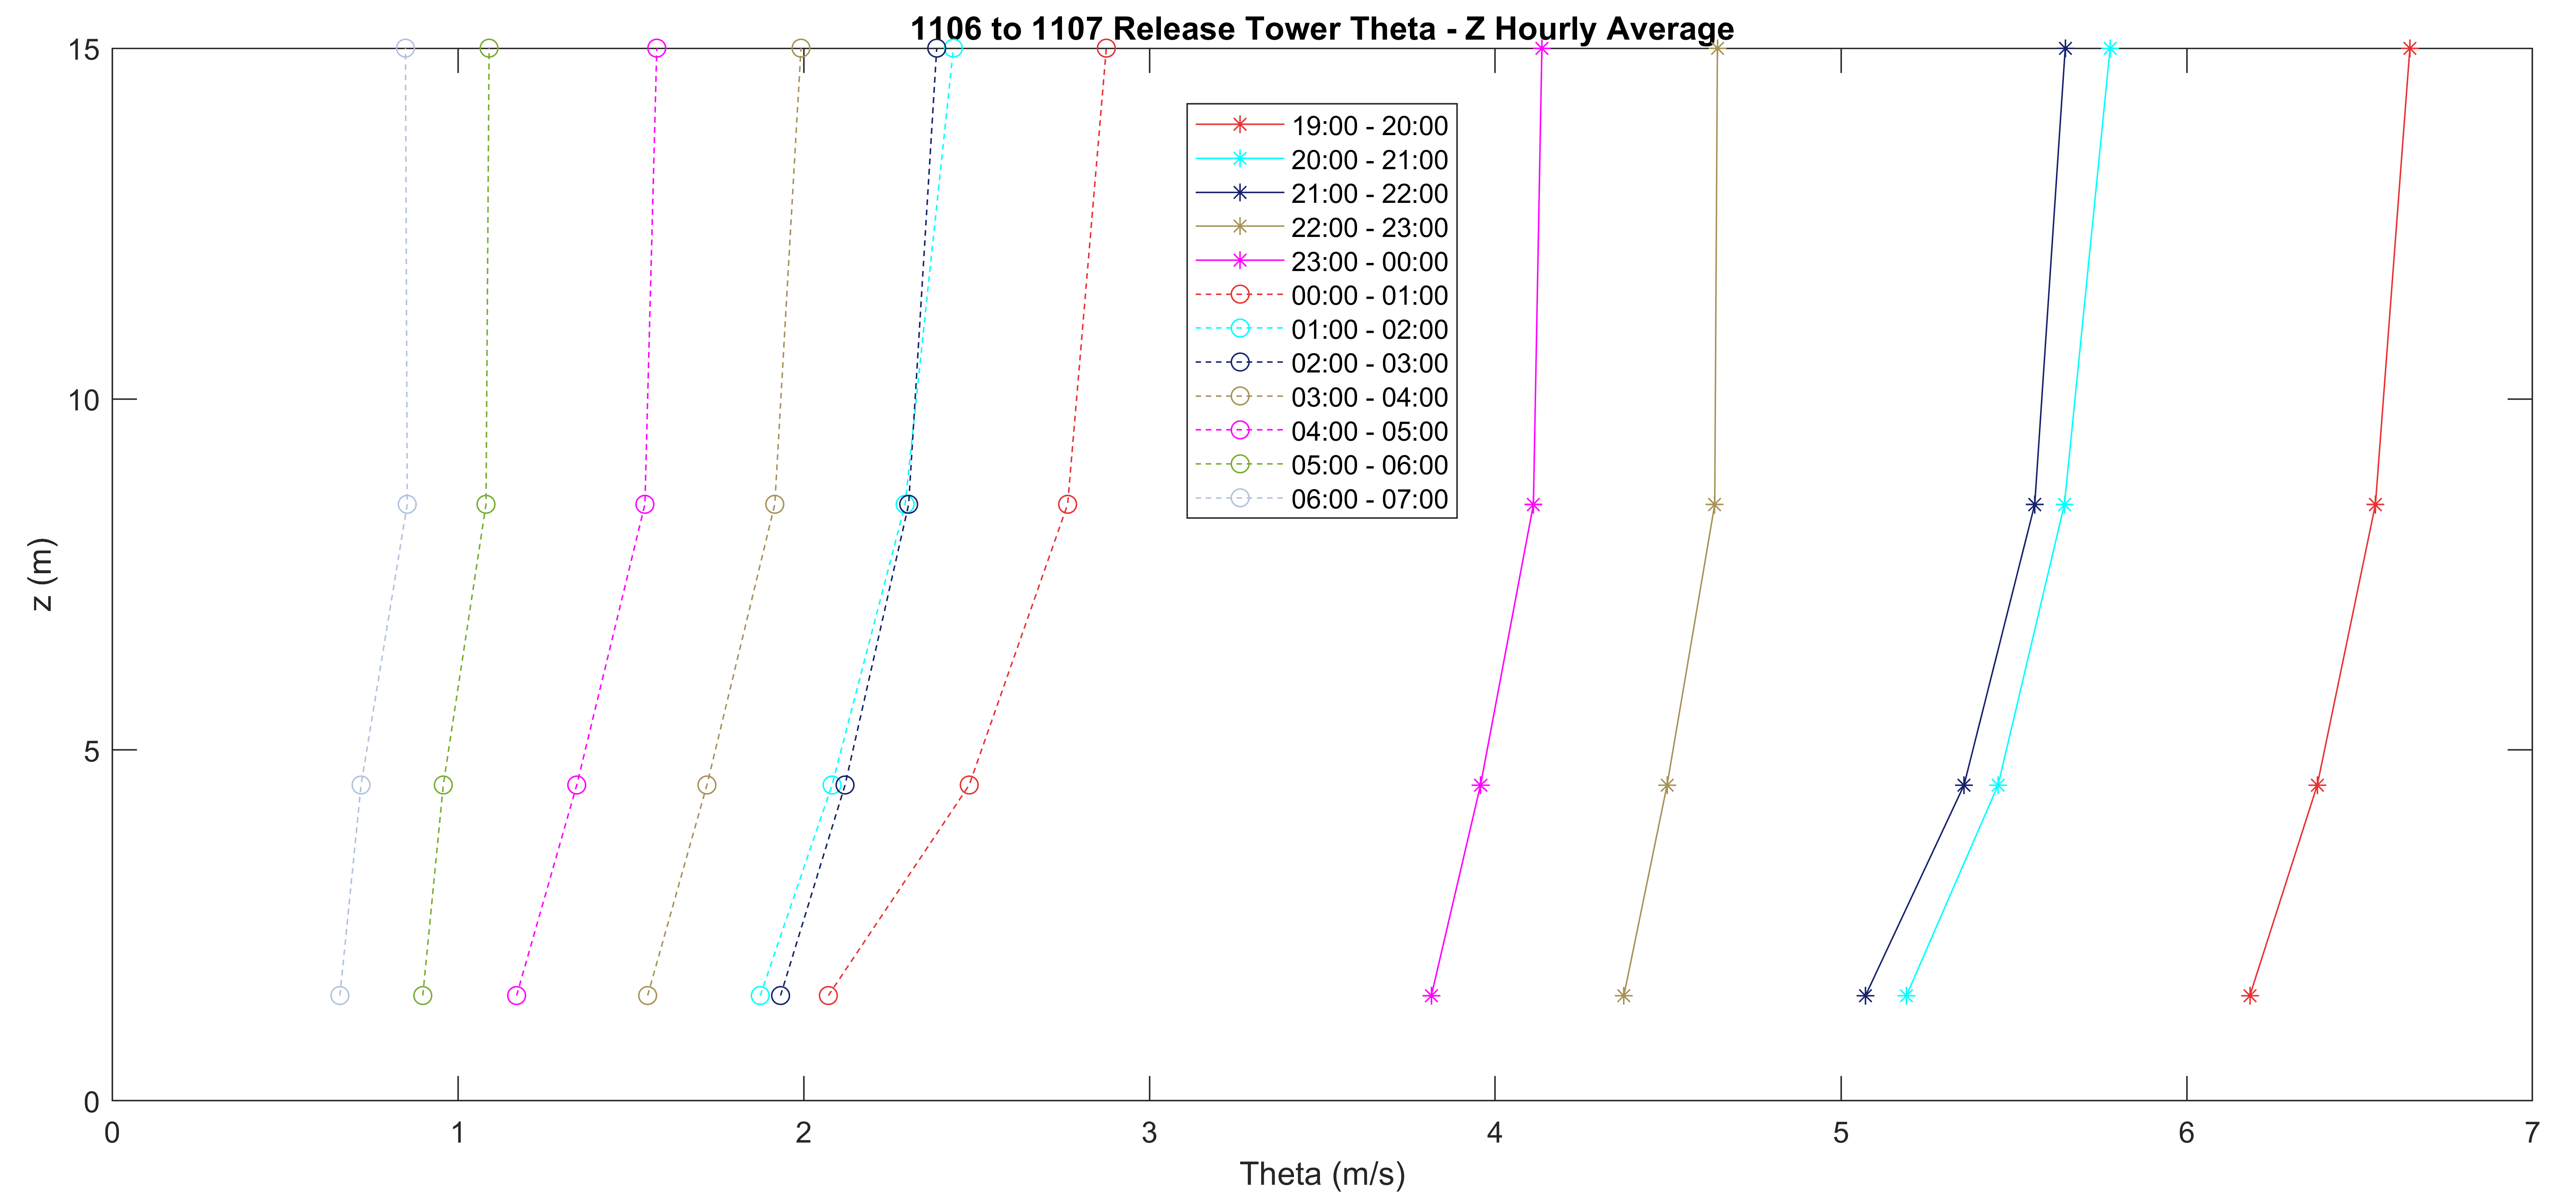 1106 to 1107 Release Tower Theta - Z Hourly Average
15
10
5
0
z (m)
19:00 - 20:00
20:00 - 21:00
21:00 - 22:00
22:00 - 23:00
23:00 - 00:00
00:00 - 01:00
01:00 - 02:00
02:00 - 03:00
03:00 - 04:00
04:00 - 05:00
05:00 - 06:00
06:00 - 07:00
0 1 2 3 4 5 6 7
Theta (m/s)